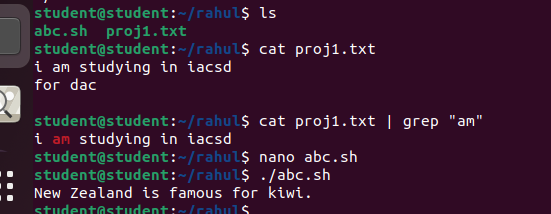 student@student:~/rahul$ ls
abc.sh  proj1.txt
student@student:~/rahul$ cat proj1.txt
i am studying in iacsd
for dac
student@student:~/rahul$ cat proj1.txt | grep "am"
i am studying in iacsd
student@student:~/rahul$ nano abc.sh
student@student:~/rahul$ ./abc.sh
New Zealand is famous for kiwi.
student@student:~/rahul$